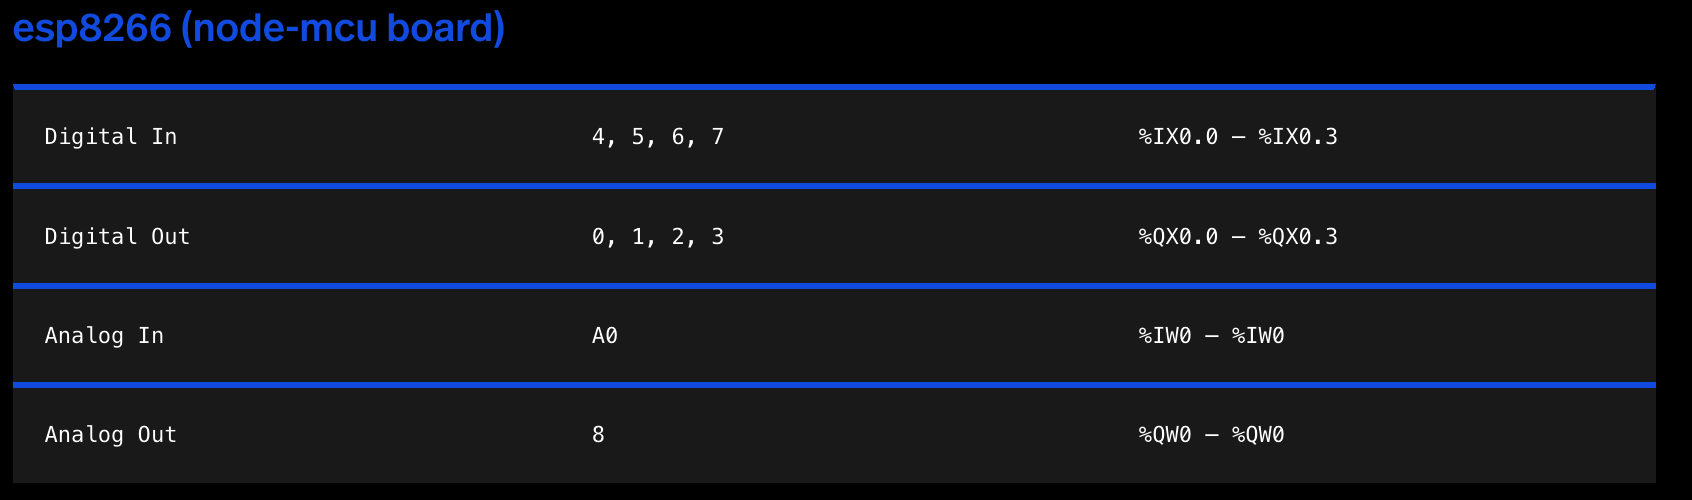 esp8266 (node-mcu board)
Digital In 4, 5, 6, 7 %IX0.0 – %IX0.3
Digital Out 0, 1, 2, 3 %QX0.0 – %QX0.3
Analog In A0 %IW0 – %IW0
Analog Out 8 %QW0 – %QW0